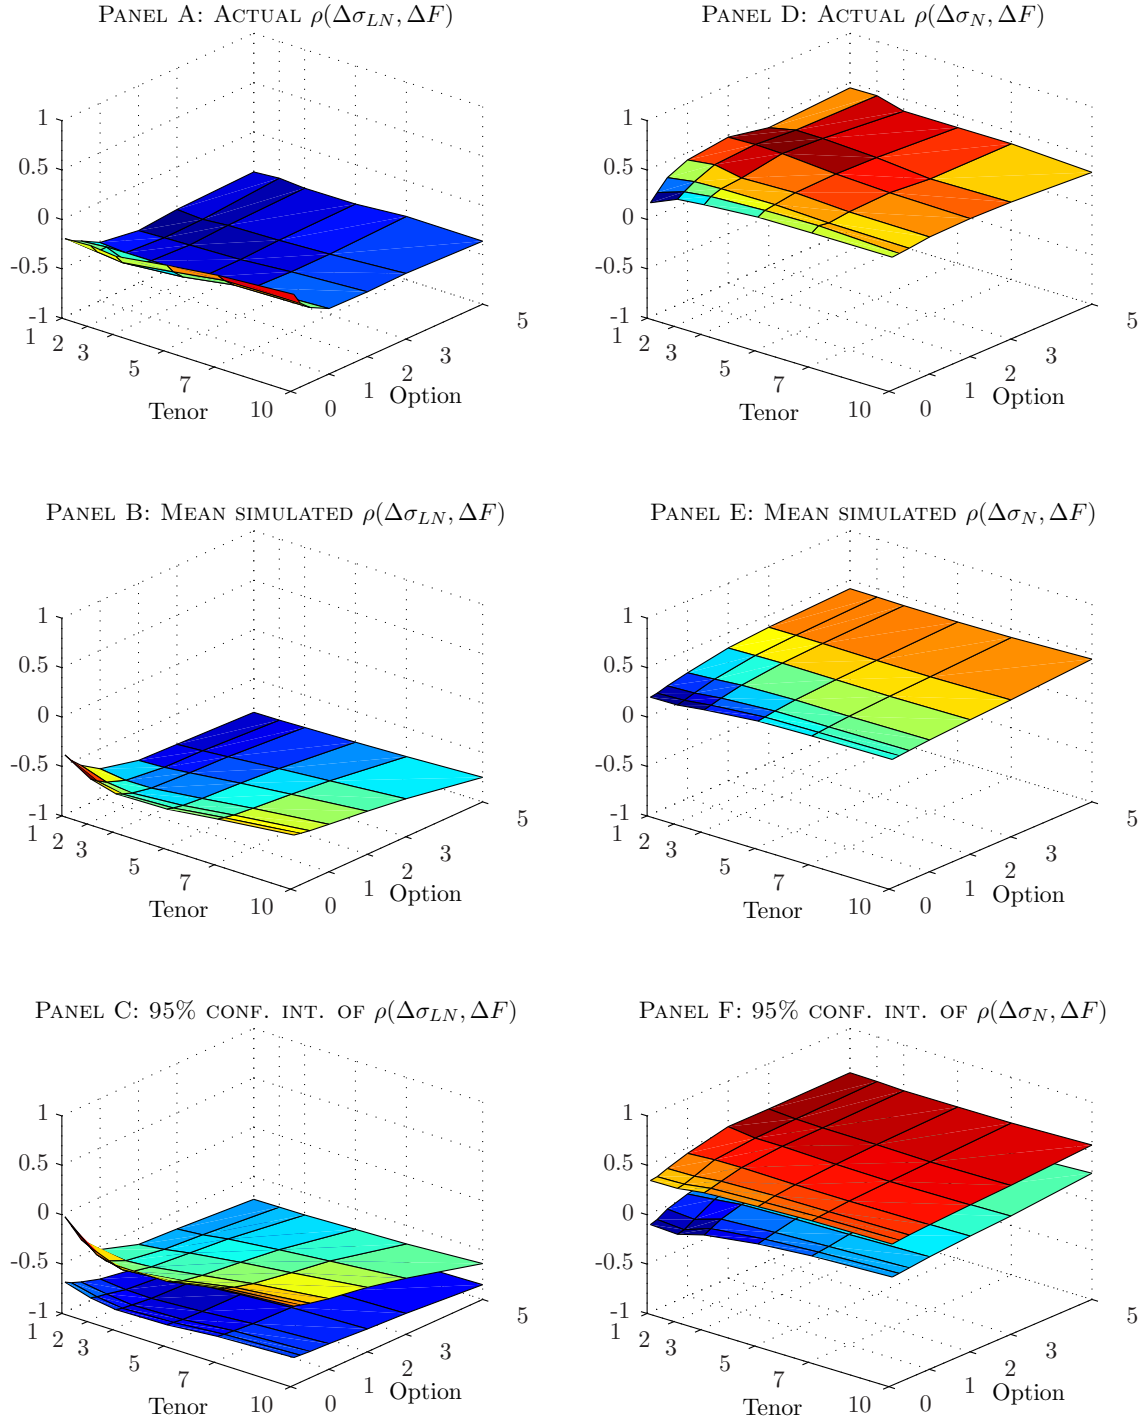 PANEL A: ACTUAL ρ(Δσ_LN, ΔF)
1
0.5
0
-0.5
-1
1 2 3 5 7 10
Tenor
0 1 2 3 5
Option
PANEL D: ACTUAL ρ(Δσ_N, ΔF)
1
0.5
0
-0.5
-1
1 2 3 5 7 10
Tenor
0 1 2 3 5
Option
PANEL B: MEAN SIMULATED ρ(Δσ_LN, ΔF)
1
0.5
0
-0.5
-1
1 2 3 5 7 10
Tenor
0 1 2 3 5
Option
PANEL E: MEAN SIMULATED ρ(Δσ_N, ΔF)
1
0.5
0
-0.5
-1
1 2 3 5 7 10
Tenor
0 1 2 3 5
Option
PANEL C: 95% CONF. INT. OF ρ(Δσ_LN, ΔF)
1
0.5
0
-0.5
-1
1 2 3 5 7 10
Tenor
0 1 2 3 5
Option
PANEL F: 95% CONF. INT. OF ρ(Δσ_N, ΔF)
1
0.5
0
-0.5
-1
1 2 3 5 7 10
Tenor
0 1 2 3 5
Option